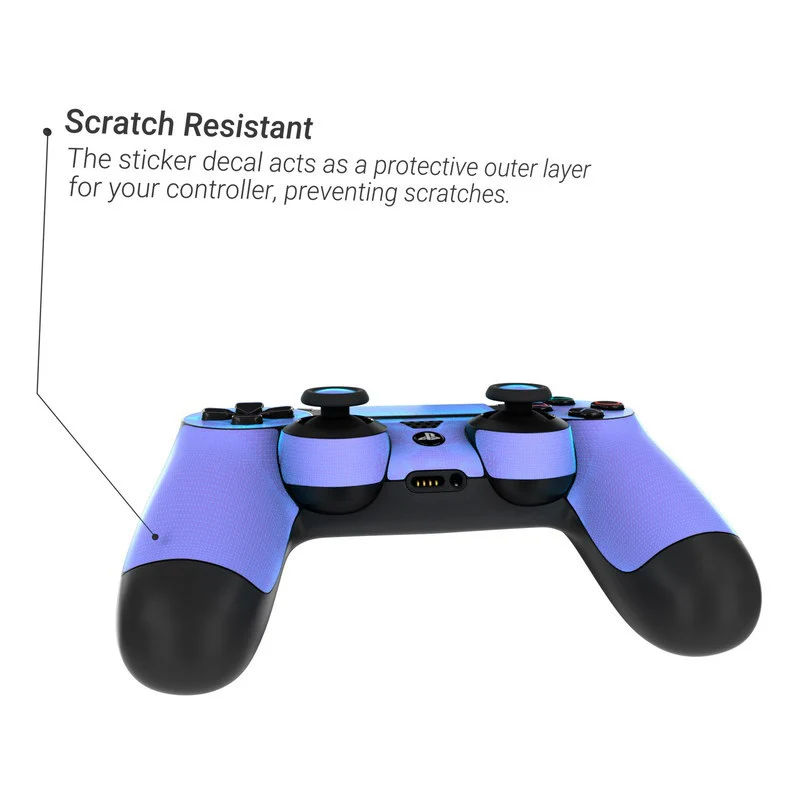 Scratch Resistant
The sticker decal acts as a protective outer layer
for your controller, preventing scratches.